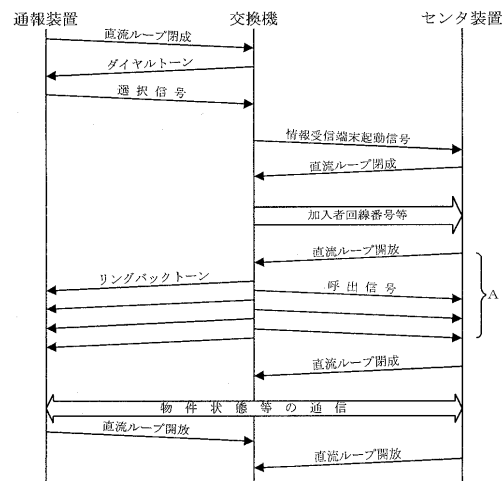 通報装置
交換機
センタ装置
直流ループ閉成
ダイヤルトーン
選択信号
情報受信端末起動信号
直流ループ閉成
加入者回線番号等
直流ループ開放
リングバックトーン
呼出信号
A
直流ループ閉成
物件状態等の通信
直流ループ開放
直流ループ開放